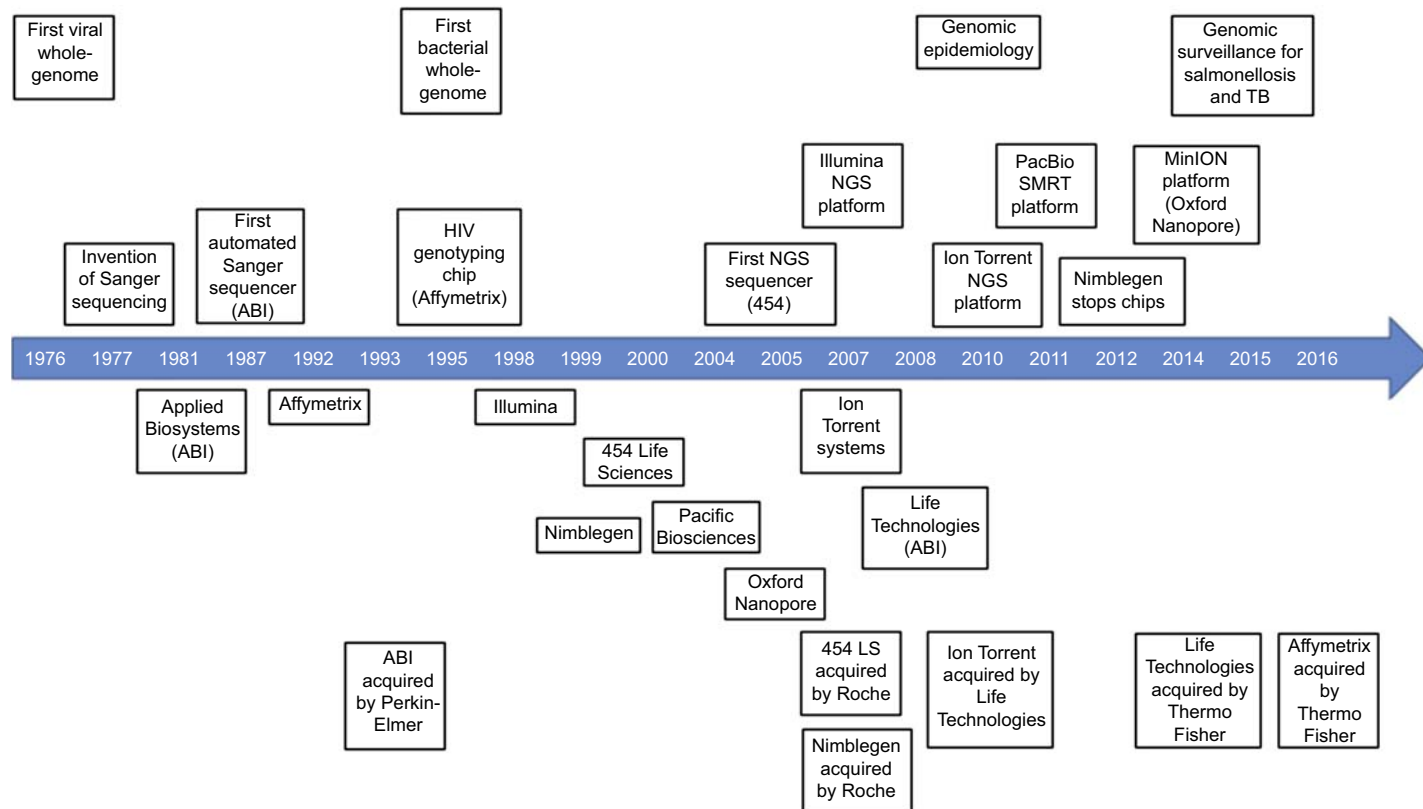 First viral
whole-
genome
First
bacterial
whole-
genome
Genomic
epidemiology
Genomic
surveillance for
salmonellosis
and TB
Illumina
NGS
platform
PacBio
SMRT
platform
MinION
platform
(Oxford
Nanopore)
Invention
of Sanger
sequencing
First
automated
Sanger
sequencer
(ABI)
HIV
genotyping
chip
(Affymetrix)
First NGS
sequencer
(454)
Ion Torrent
NGS
platform
Nimblegen
stops chips
1976 1977 1981 1987 1992 1993 1995 1998 1999 2000 2004 2005 2007 2008 2010 2011 2012 2014 2015 2016
Applied
Biosystems
(ABI)
Affymetrix
Illumina
454 Life
Sciences
Nimblegen
Pacific
Biosciences
Oxford
Nanopore
Ion
Torrent
systems
Life
Technologies
(ABI)
ABI
acquired
by Perkin-
Elmer
454 LS
acquired
by Roche
Nimblegen
acquired
by Roche
Ion Torrent
acquired by
Life
Technologies
Life
Technologies
acquired by
Thermo
Fisher
Affymetrix
acquired
by
Thermo
Fisher